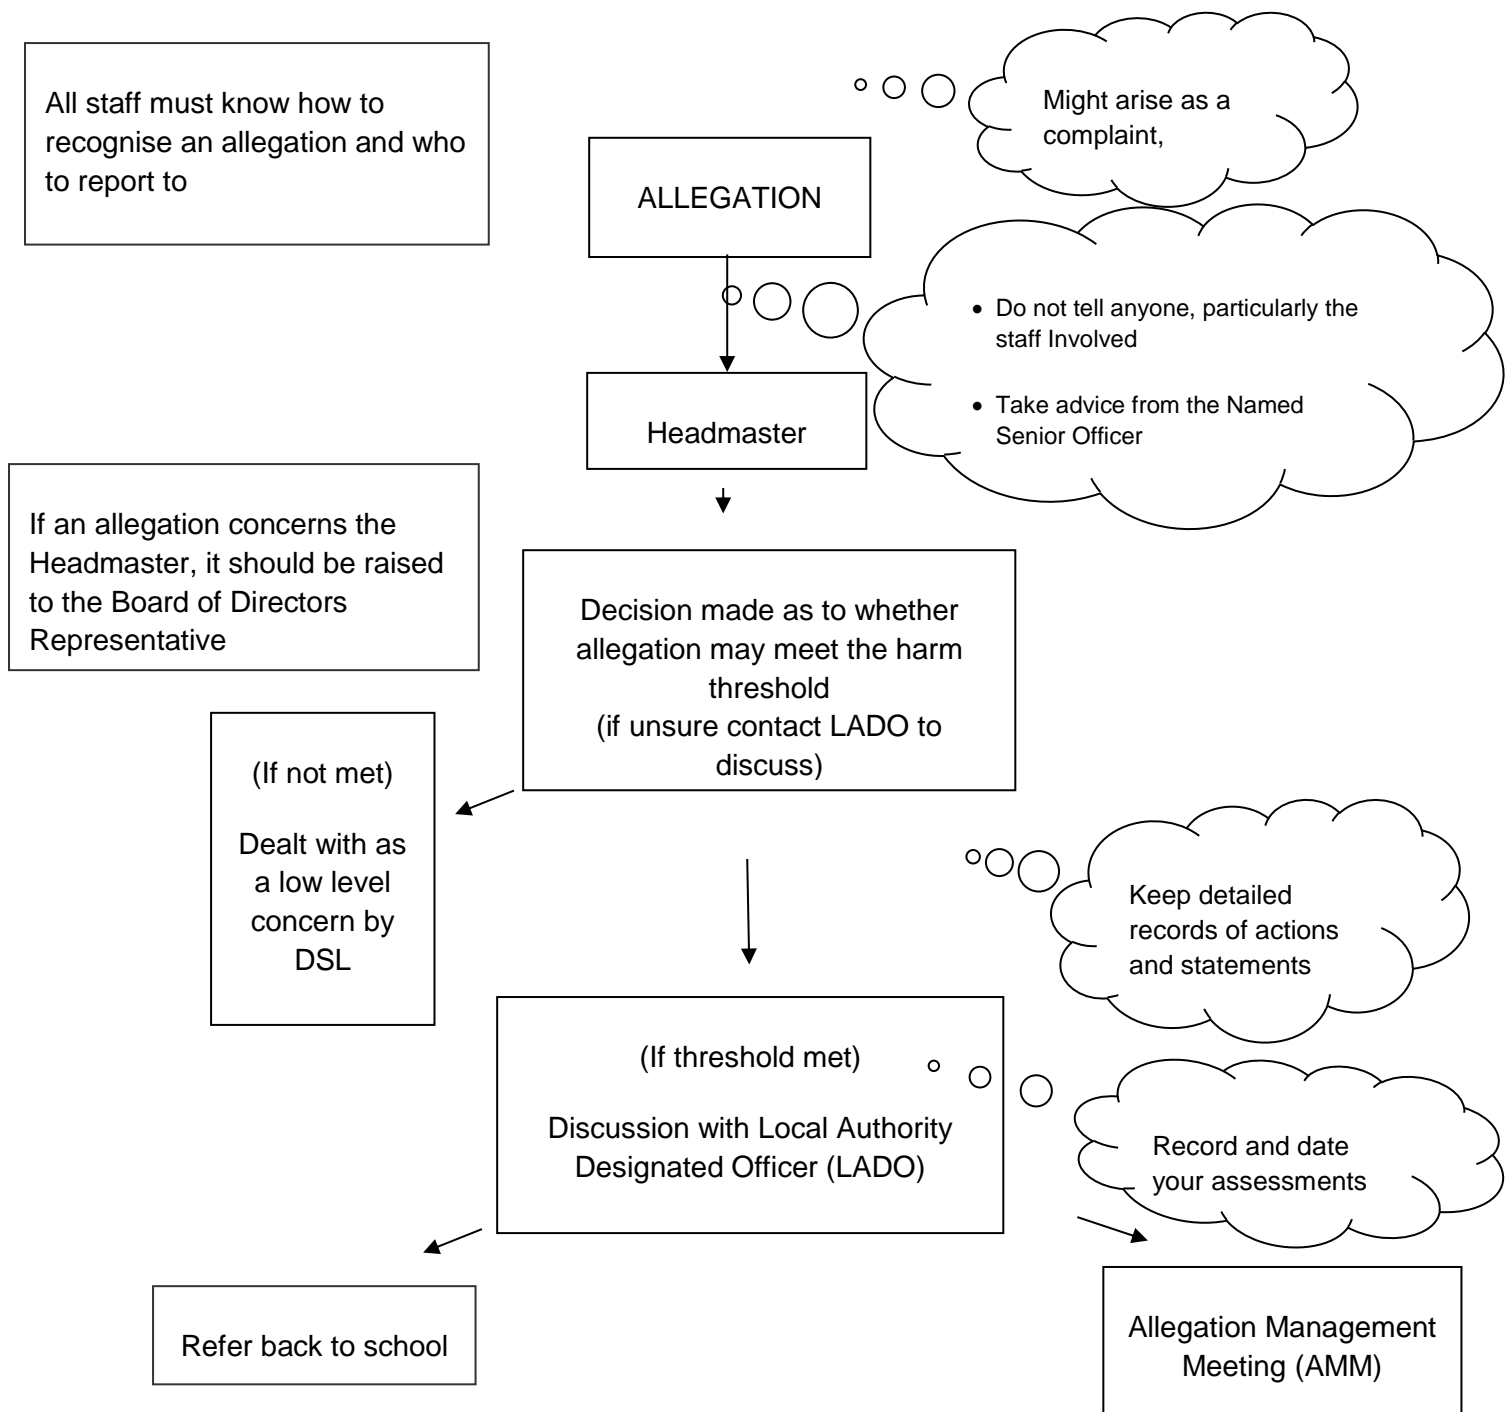 All staff must know how to
recognise an allegation and who
to report to
Might arise as a
complaint,
ALLEGATION
• Do not tell anyone, particularly the
staff Involved
• Take advice from the Named
Senior Officer
Headmaster
If an allegation concerns the
Headmaster, it should be raised
to the Board of Directors
Representative
Decision made as to whether
allegation may meet the harm
threshold
(if unsure contact LADO to
discuss)
(If not met)
Dealt with as
a low level
concern by
DSL
Keep detailed
records of actions
and statements
(If threshold met)
Discussion with Local Authority
Designated Officer (LADO)
Record and date
your assessments
Refer back to school
Allegation Management
Meeting (AMM)